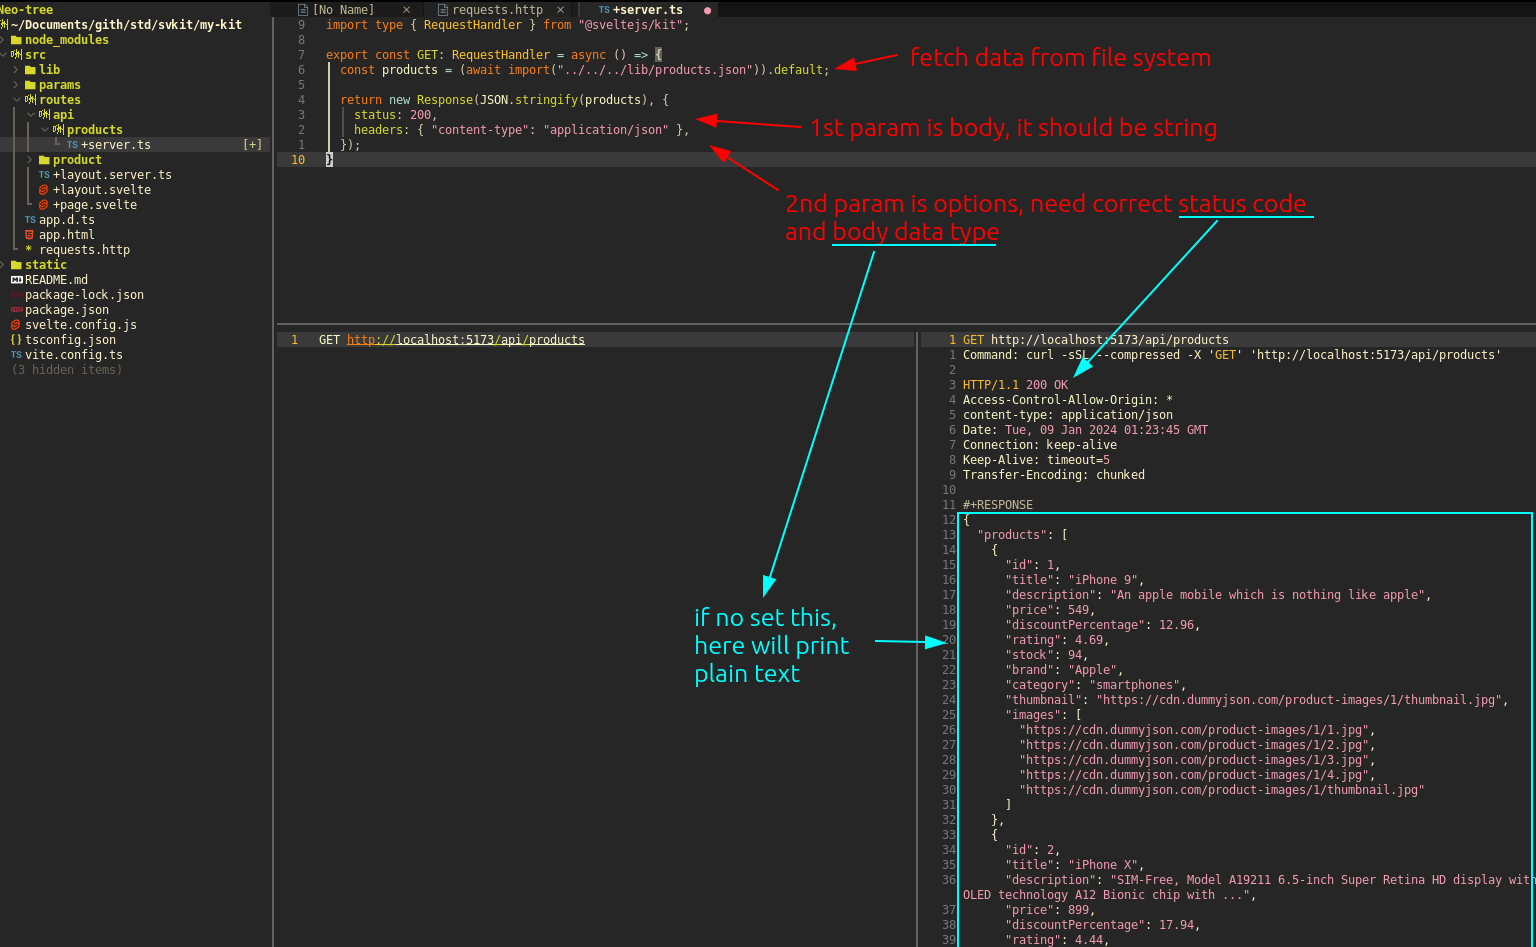 Neo-tree
~/Documents/gith/std/svkit/my-kit
node_modules
src
lib
params
routes
api
products
TS +server.ts [+]
product
TS +layout.server.ts
+layout.svelte
+page.svelte
TS app.d.ts
app.html
* requests.http
static
README.md
package-lock.json
package.json
svelte.config.js
{} tsconfig.json
TS vite.config.ts
(3 hidden items)
[No Name] × requests.http × TS +server.ts ●
9 import type { RequestHandler } from "@sveltejs/kit";
8
7 export const GET: RequestHandler = async () => {
6 const products = (await import("../../../lib/products.json")).default;
5
4 return new Response(JSON.stringify(products), {
3 status: 200,
2 headers: { "content-type": "application/json" },
1 });
10 }
fetch data from file system
1st param is body, it should be string
2nd param is options, need correct status code
and body data type
if no set this,
here will print
plain text
1 GET http://localhost:5173/api/products
1 GET http://localhost:5173/api/products
1 Command: curl -sSL --compressed -X 'GET' 'http://localhost:5173/api/products'
2
3 HTTP/1.1 200 OK
4 Access-Control-Allow-Origin: *
5 content-type: application/json
6 Date: Tue, 09 Jan 2024 01:23:45 GMT
7 Connection: keep-alive
8 Keep-Alive: timeout=5
9 Transfer-Encoding: chunked
10
11 #+RESPONSE
12 {
13 "products": [
14 {
15 "id": 1,
16 "title": "iPhone 9",
17 "description": "An apple mobile which is nothing like apple",
18 "price": 549,
19 "discountPercentage": 12.96,
20 "rating": 4.69,
21 "stock": 94,
22 "brand": "Apple",
23 "category": "smartphones",
24 "thumbnail": "https://cdn.dummyjson.com/product-images/1/thumbnail.jpg",
25 "images": [
26 "https://cdn.dummyjson.com/product-images/1/1.jpg",
27 "https://cdn.dummyjson.com/product-images/1/2.jpg",
28 "https://cdn.dummyjson.com/product-images/1/3.jpg",
29 "https://cdn.dummyjson.com/product-images/1/4.jpg",
30 "https://cdn.dummyjson.com/product-images/1/thumbnail.jpg"
31 ]
32 },
33 {
34 "id": 2,
35 "title": "iPhone X",
36 "description": "SIM-Free, Model A19211 6.5-inch Super Retina HD display with
OLED technology A12 Bionic chip with ...",
37 "price": 899,
38 "discountPercentage": 17.94,
39 "rating": 4.44,